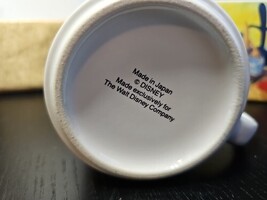 Made in Japan
© DISNEY
Made exclusively for
The Walt Disney Company